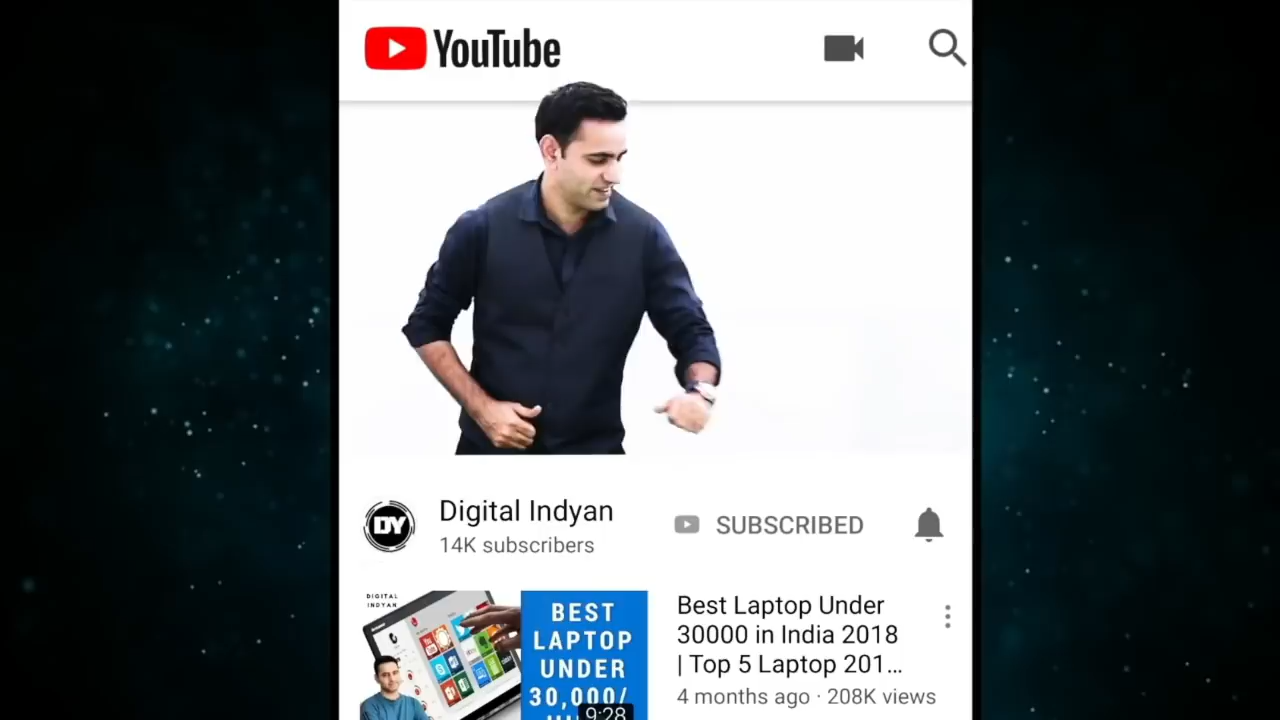 YouTube
Digital Indyan
14K subscribers
SUBSCRIBED
DY
DIGITAL
INDYAN
BEST
LAPTOP
UNDER
30,000/
9:28
Best Laptop Under
30000 in India 2018
| Top 5 Laptop 201...
4 months ago · 208K views